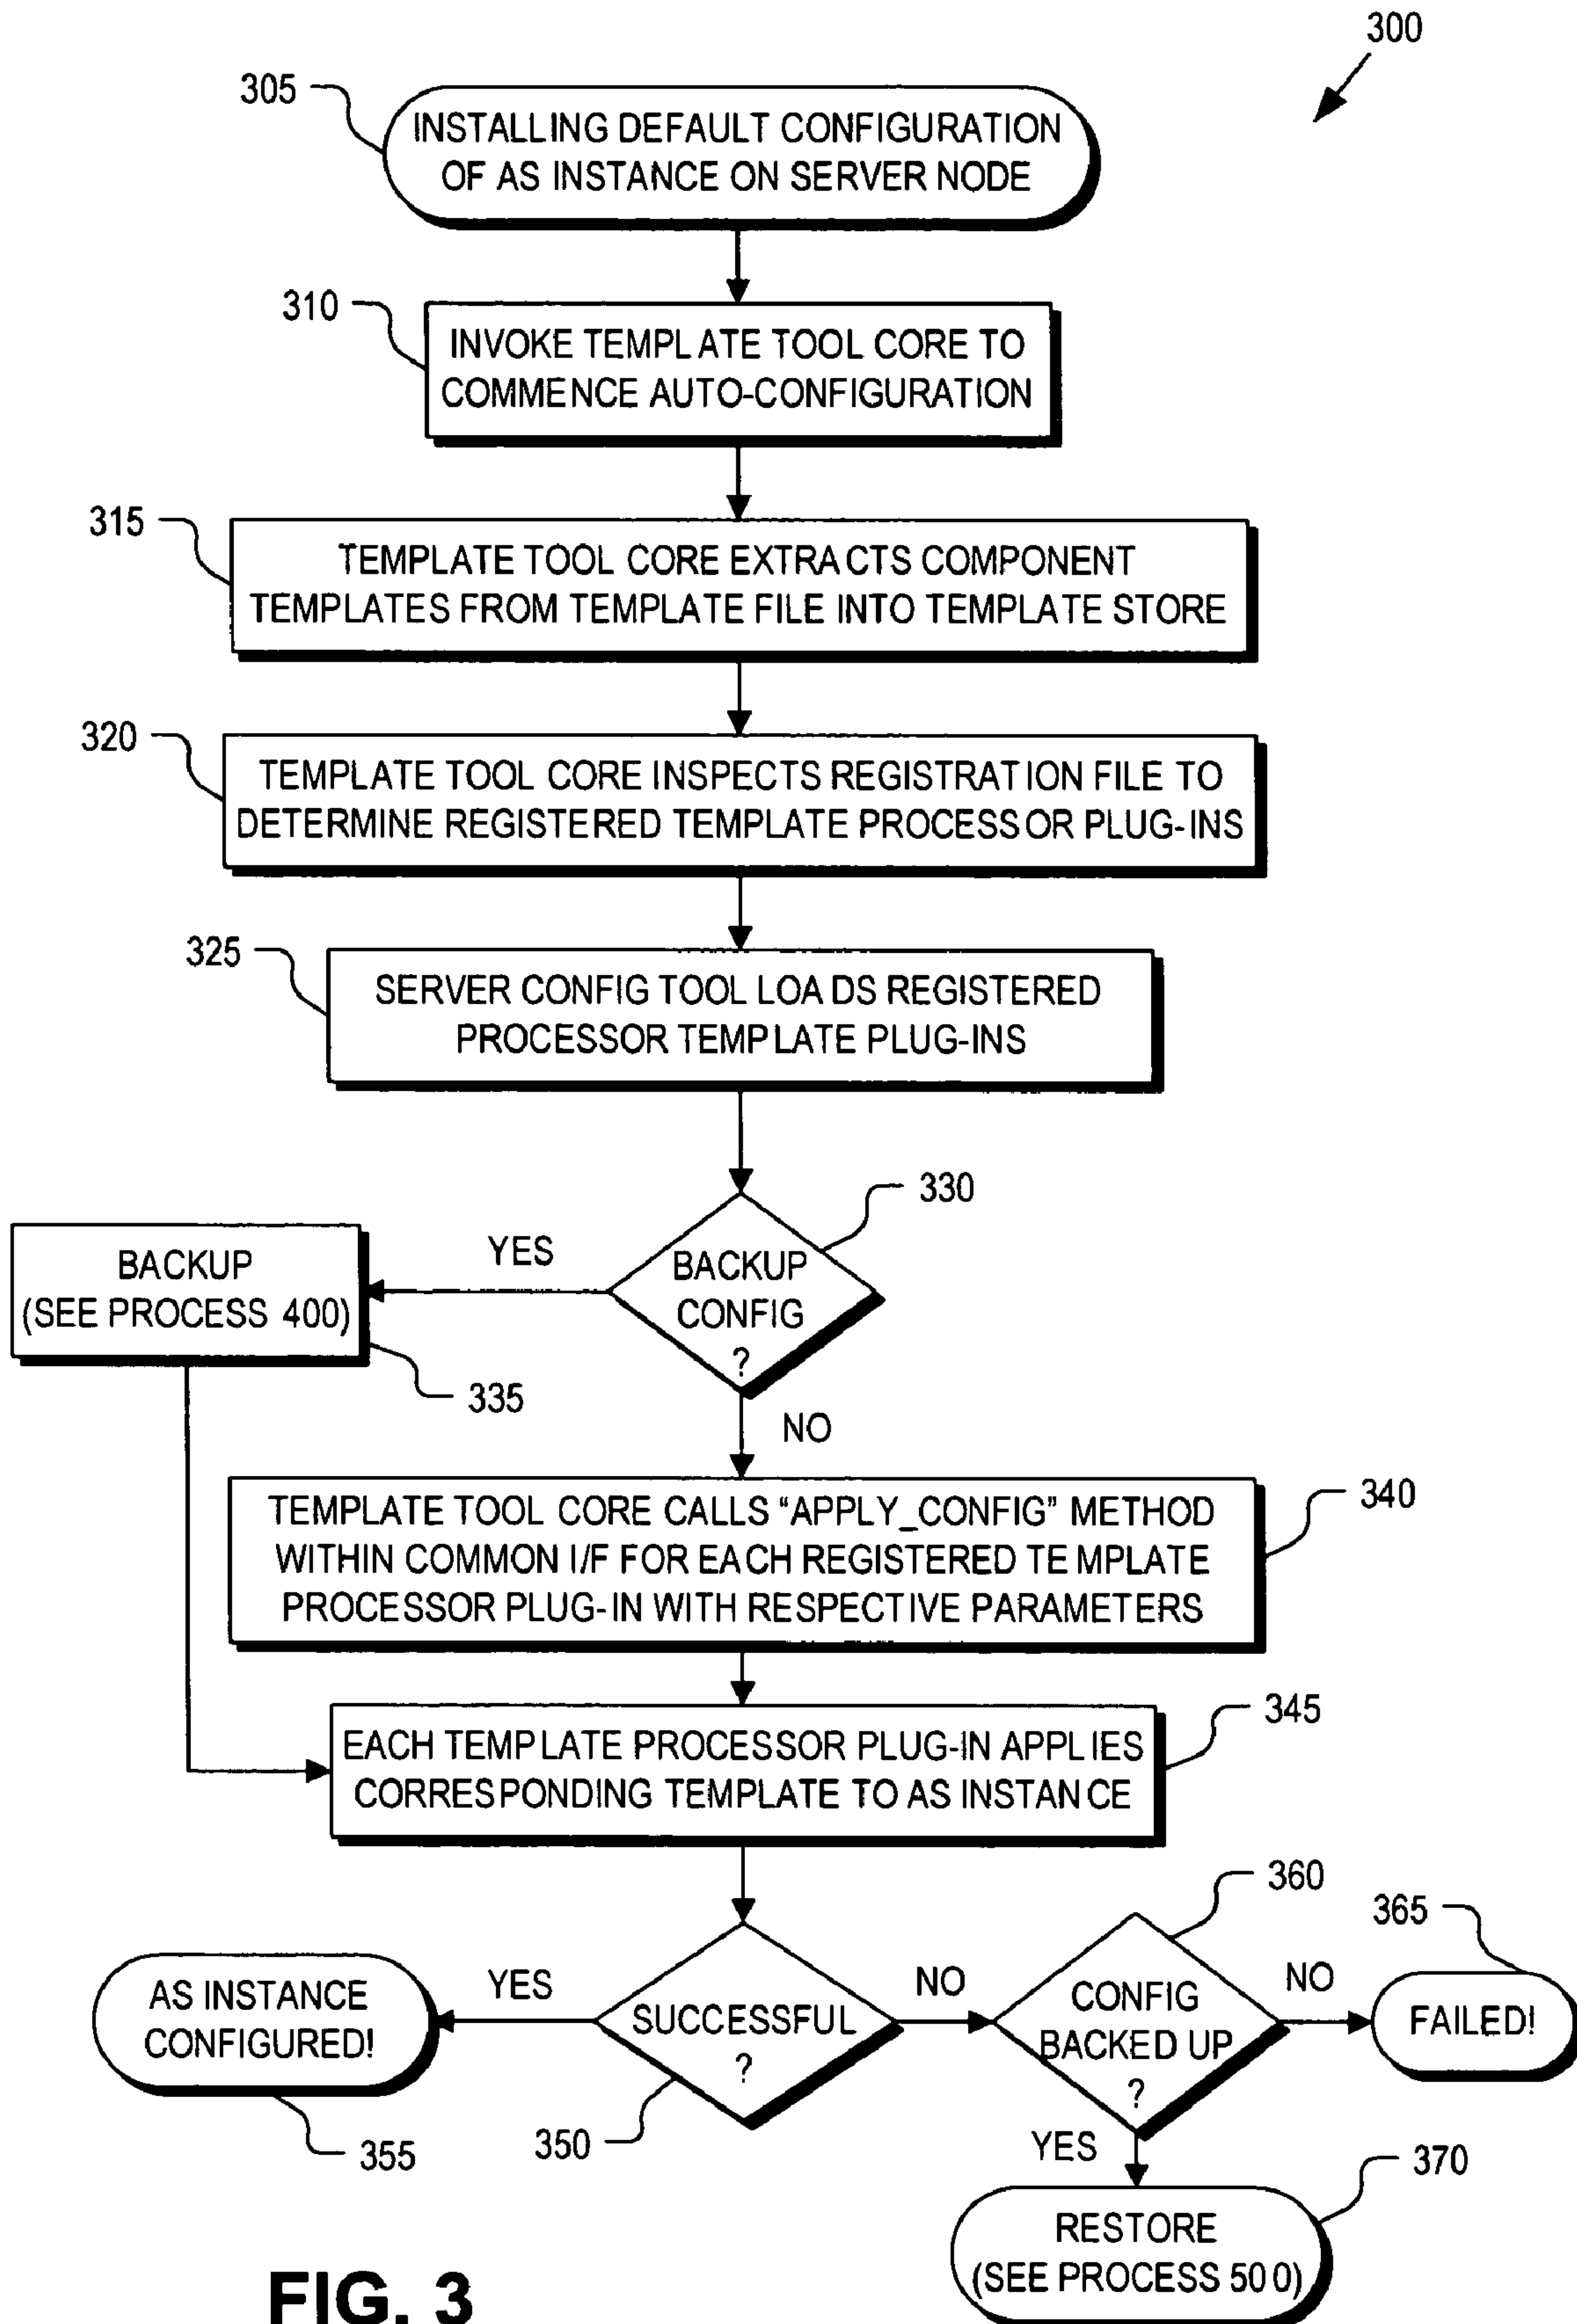 300
305
INSTALLING DEFAULT CONFIGURATION
OF AS INSTANCE ON SERVER NODE
310
INVOKE TEMPLATE TOOL CORE TO
COMMENCE AUTO-CONFIGURATION
315
TEMPLATE TOOL CORE EXTRACTS COMPONENT
TEMPLATES FROM TEMPLATE FILE INTO TEMPLATE STORE
320
TEMPLATE TOOL CORE INSPECTS REGISTRATION FILE TO
DETERMINE REGISTERED TEMPLATE PROCESSOR PLUG-INS
325
SERVER CONFIG TOOL LOADS REGISTERED
PROCESSOR TEMPLATE PLUG-INS
330
BACKUP
CONFIG
?
YES
BACKUP
(SEE PROCESS 400)
335
NO
340
TEMPLATE TOOL CORE CALLS “APPLY_CONFIG” METHOD
WITHIN COMMON I/F FOR EACH REGISTERED TEMPLATE
PROCESSOR PLUG-IN WITH RESPECTIVE PARAMETERS
345
EACH TEMPLATE PROCESSOR PLUG-IN APPLIES
CORRESPONDING TEMPLATE TO AS INSTANCE
350
SUCCESSFUL
?
YES
AS INSTANCE
CONFIGURED!
355
NO
360
CONFIG
BACKED UP
?
NO
365
FAILED!
YES
370
RESTORE
(SEE PROCESS 500)
FIG. 3